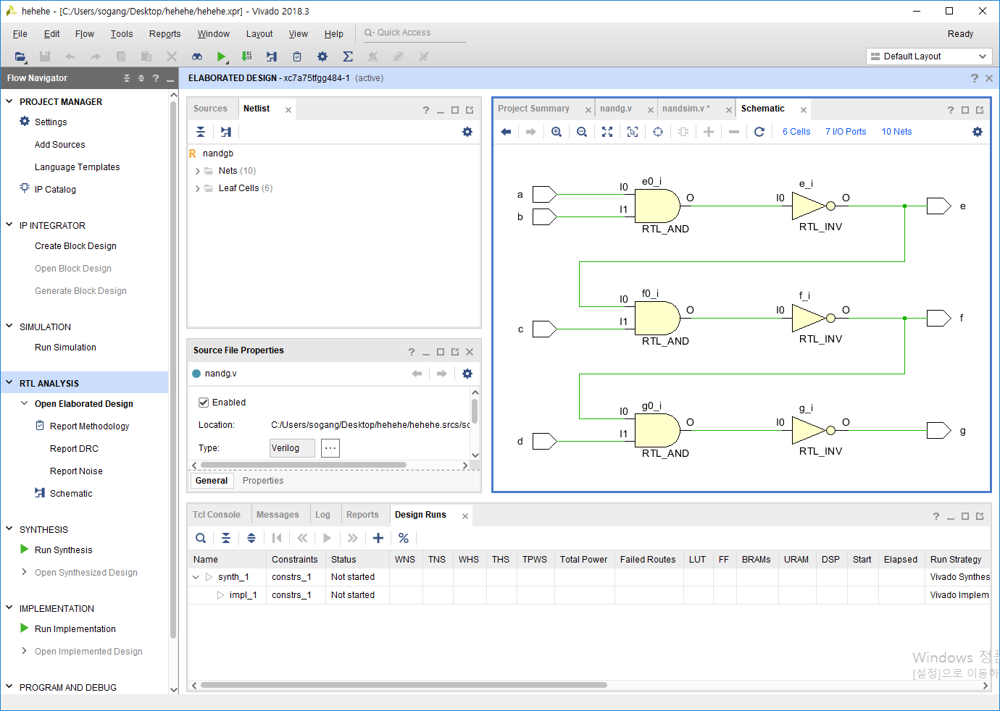 hehehe - [C:/Users/sogang/Desktop/hehehe/hehehe.xpr] - Vivado 2018.3
File Edit Flow Tools Reports Window Layout View Help Quick Access Ready
Default Layout
Flow Navigator
PROJECT MANAGER
Settings
Add Sources
Language Templates
IP Catalog
IP INTEGRATOR
Create Block Design
Open Block Design
Generate Block Design
SIMULATION
Run Simulation
RTL ANALYSIS
Open Elaborated Design
Report Methodology
Report DRC
Report Noise
Schematic
SYNTHESIS
Run Synthesis
Open Synthesized Design
IMPLEMENTATION
Run Implementation
Open Implemented Design
PROGRAM AND DEBUG
ELABORATED DESIGN - xc7a75tfgg484-1 (active)
Sources Netlist
R nandgb
Nets (10)
Leaf Cells (6)
Source File Properties
nandg.v
Enabled
Location: C:/Users/sogang/Desktop/hehehe/hehehe.srcs/sc
Type: Verilog ...
General Properties
Project Summary nandg.v nandsim.v * Schematic
6 Cells 7 I/O Ports 10 Nets
e0_i e_i
a I0 O I0 O e
b I1
RTL_AND RTL_INV
f0_i f_i
I0 O I0 O f
c I1
RTL_AND RTL_INV
g0_i g_i
I0 O I0 O g
d I1
RTL_AND RTL_INV
Tcl Console Messages Log Reports Design Runs
Name Constraints Status WNS TNS WHS THS TPWS Total Power Failed Routes LUT FF BRAMs URAM DSP Start Elapsed Run Strategy
synth_1 constrs_1 Not started Vivado Synthes
impl_1 constrs_1 Not started Vivado Implem
Windows 정품
[설정]으로 이동하